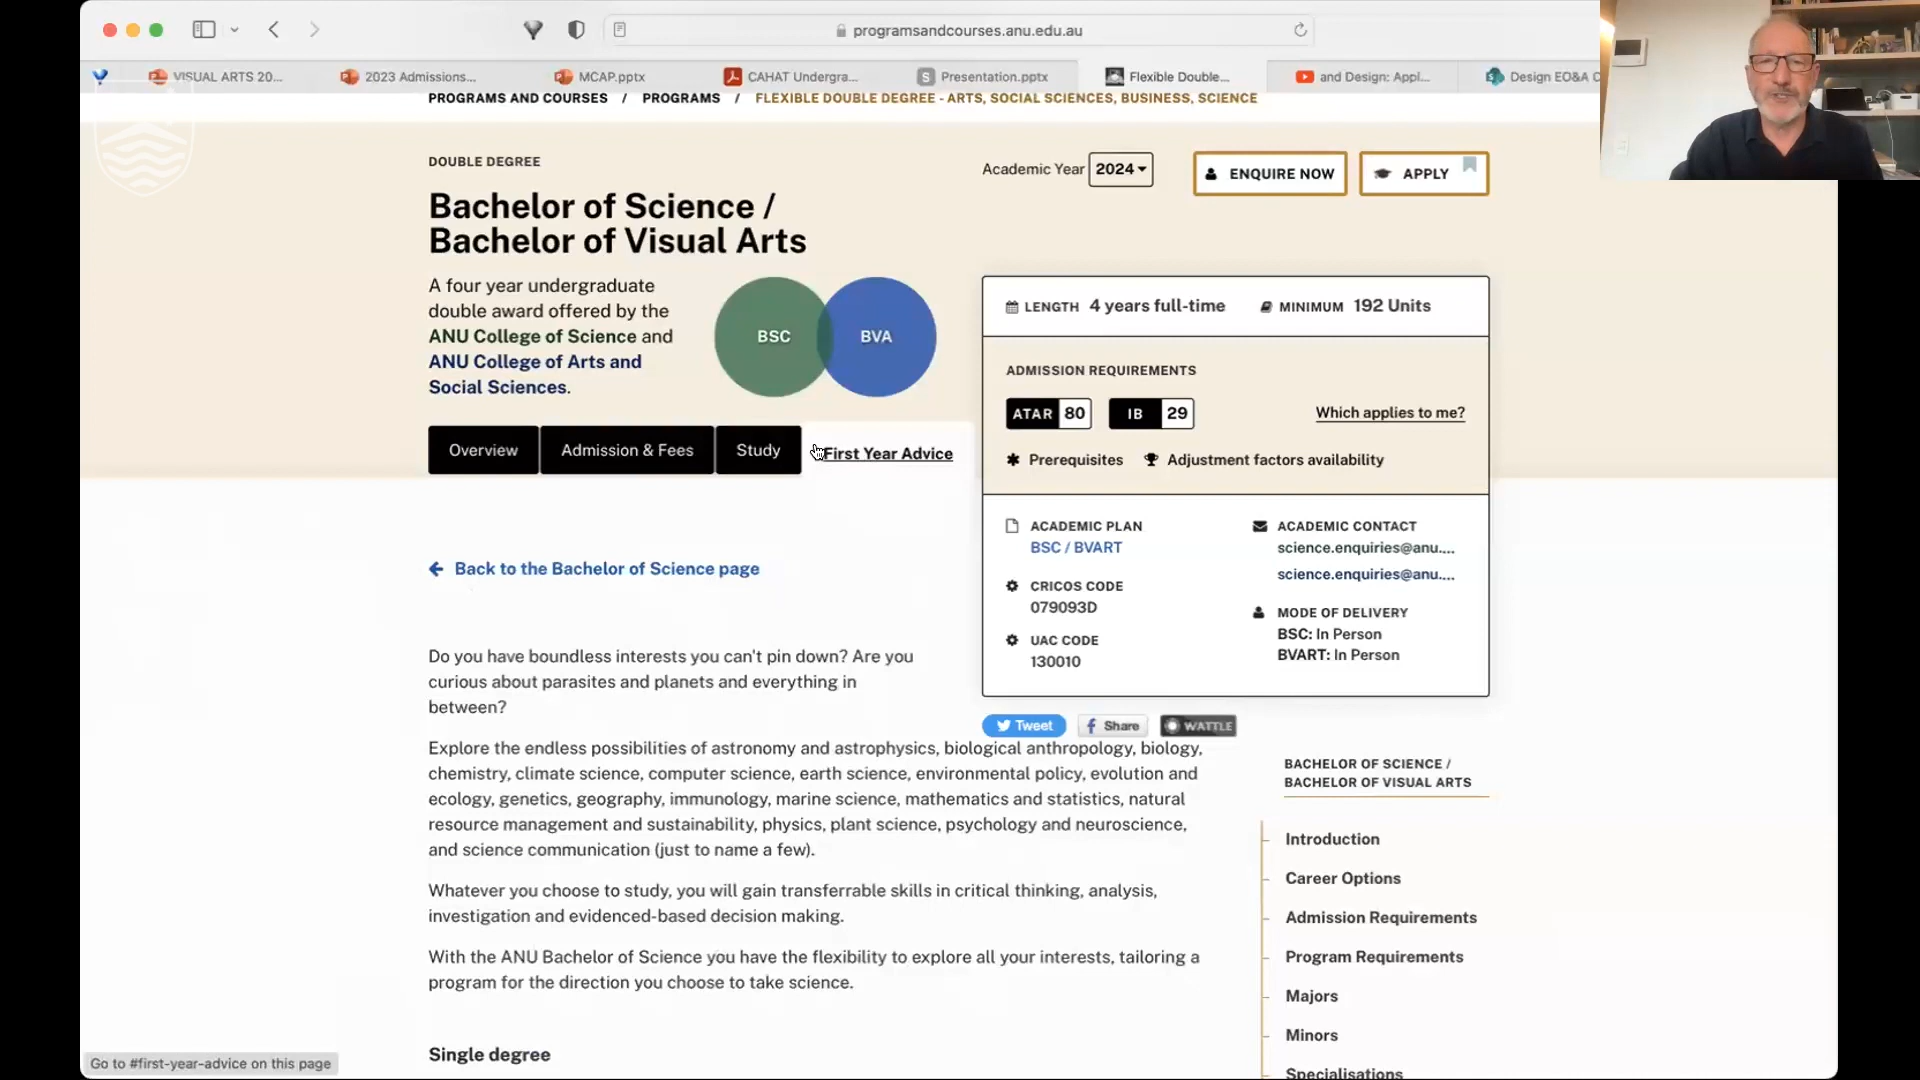 programsandcourses.anu.edu.au
VISUAL ARTS 20...
2023 Admissions...
MCAP.pptx
CAHAT Undergra...
S
Presentation.pptx
Flexible Double...
and Design: Appl...
Design EO&A C
PROGRAMS AND COURSES / PROGRAMS / FLEXIBLE DOUBLE DEGREE - ARTS, SOCIAL SCIENCES, BUSINESS, SCIENCE
DOUBLE DEGREE
Academic Year 2024
ENQUIRE NOW
APPLY
Bachelor of Science /
Bachelor of Visual Arts
A four year undergraduate
double award offered by the
ANU College of Science and
ANU College of Arts and
Social Sciences.
BSC
BVA
LENGTH 4 years full-time
MINIMUM 192 Units
ADMISSION REQUIREMENTS
ATAR 80
IB 29
Which applies to me?
Prerequisites
Adjustment factors availability
Overview
Admission & Fees
Study
First Year Advice
ACADEMIC PLAN
BSC / BVART
CRICOS CODE
079093D
UAC CODE
130010
ACADEMIC CONTACT
science.enquiries@anu....
science.enquiries@anu....
MODE OF DELIVERY
BSC: In Person
BVART: In Person
Back to the Bachelor of Science page
Do you have boundless interests you can't pin down? Are you
curious about parasites and planets and everything in
between?
Tweet
Share
WATTLE
Explore the endless possibilities of astronomy and astrophysics, biological anthropology, biology,
chemistry, climate science, computer science, earth science, environmental policy, evolution and
ecology, genetics, geography, immunology, marine science, mathematics and statistics, natural
resource management and sustainability, physics, plant science, psychology and neuroscience,
and science communication (just to name a few).
Whatever you choose to study, you will gain transferrable skills in critical thinking, analysis,
investigation and evidenced-based decision making.
With the ANU Bachelor of Science you have the flexibility to explore all your interests, tailoring a
program for the direction you choose to take science.
Single degree
BACHELOR OF SCIENCE /
BACHELOR OF VISUAL ARTS
Introduction
Career Options
Admission Requirements
Program Requirements
Majors
Minors
Specialisations
Go to #first-year-advice on this page